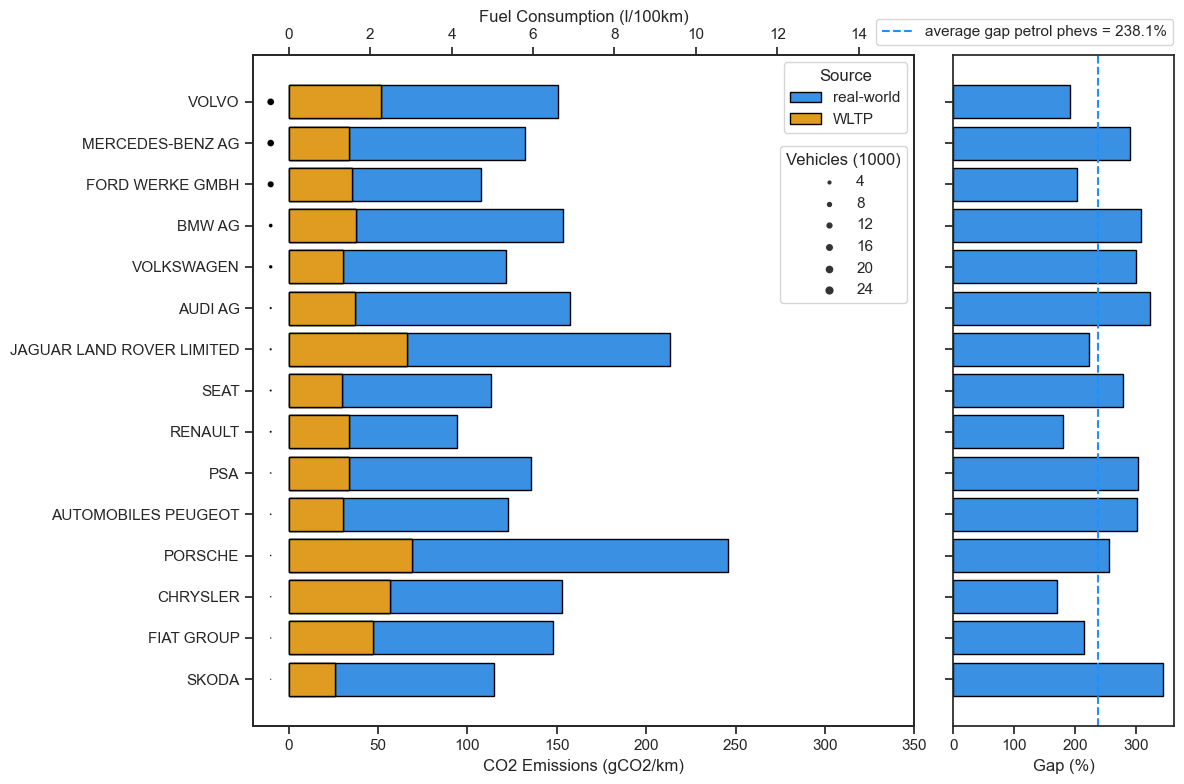 Fuel Consumption (l/100km)
0 2 4 6 8 10 12 14
average gap petrol phevs = 238.1%
Source
real-world
WLTP
Vehicles (1000)
4
8
12
16
20
24
VOLVO
MERCEDES-BENZ AG
FORD WERKE GMBH
BMW AG
VOLKSWAGEN
AUDI AG
JAGUAR LAND ROVER LIMITED
SEAT
RENAULT
PSA
AUTOMOBILES PEUGEOT
PORSCHE
CHRYSLER
FIAT GROUP
SKODA
0 50 100 150 200 250 300 350
CO2 Emissions (gCO2/km)
0 100 200 300
Gap (%)